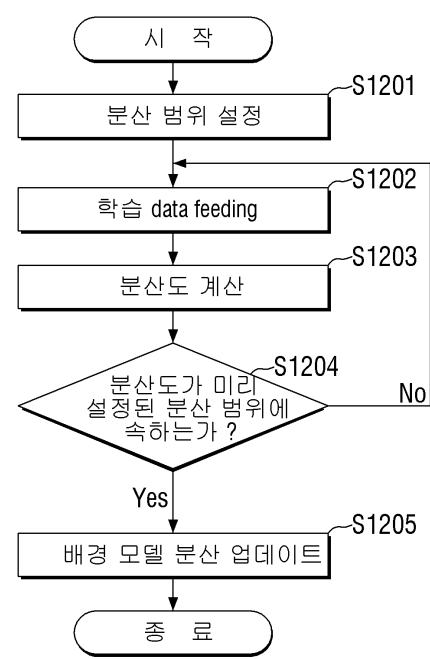 시 작
S1201
분산 범위 설정
S1202
학습 data feeding
S1203
분산도 계산
S1204
분산도가 미리
설정된 분산 범위에
속하는가 ?
No
Yes
S1205
배경 모델 분산 업데이트
종 료